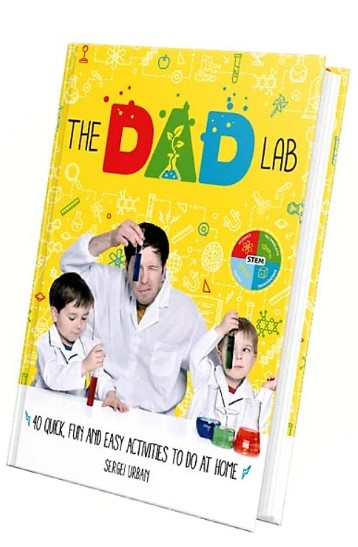 THE DAD LAB
STEM
40 QUICK, FUN AND EASY ACTIVITIES TO DO AT HOME
SERGEI URBAN